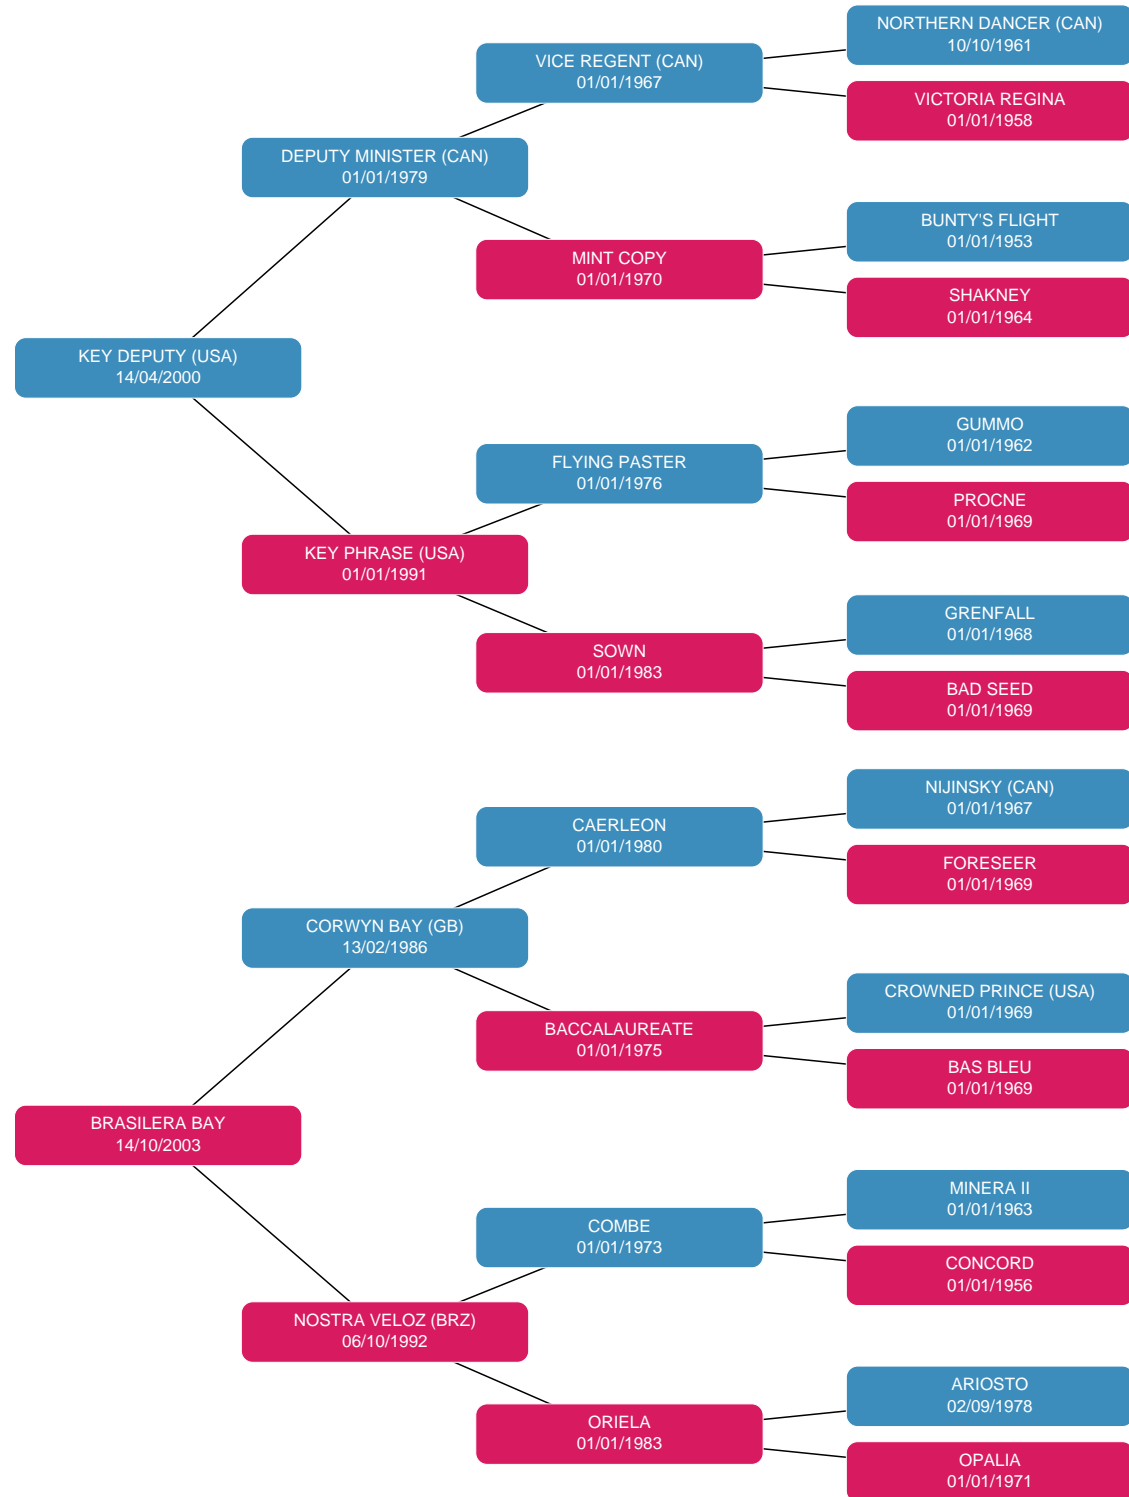 NORTHERN DANCER (CAN)
10/10/1961
VICE REGENT (CAN)
01/01/1967
VICTORIA REGINA
01/01/1958
DEPUTY MINISTER (CAN)
01/01/1979
BUNTY'S FLIGHT
01/01/1953
MINT COPY
01/01/1970
SHAKNEY
01/01/1964
KEY DEPUTY (USA)
14/04/2000
GUMMO
01/01/1962
FLYING PASTER
01/01/1976
PROCNE
01/01/1969
KEY PHRASE (USA)
01/01/1991
GRENFALL
01/01/1968
SOWN
01/01/1983
BAD SEED
01/01/1969
NIJINSKY (CAN)
01/01/1967
CAERLEON
01/01/1980
FORESEER
01/01/1969
CORWYN BAY (GB)
13/02/1986
CROWNED PRINCE (USA)
01/01/1969
BACCALAUREATE
01/01/1975
BAS BLEU
01/01/1969
BRASILERA BAY
14/10/2003
MINERA II
01/01/1963
COMBE
01/01/1973
CONCORD
01/01/1956
NOSTRA VELOZ (BRZ)
06/10/1992
ARIOSTO
02/09/1978
ORIELA
01/01/1983
OPALIA
01/01/1971